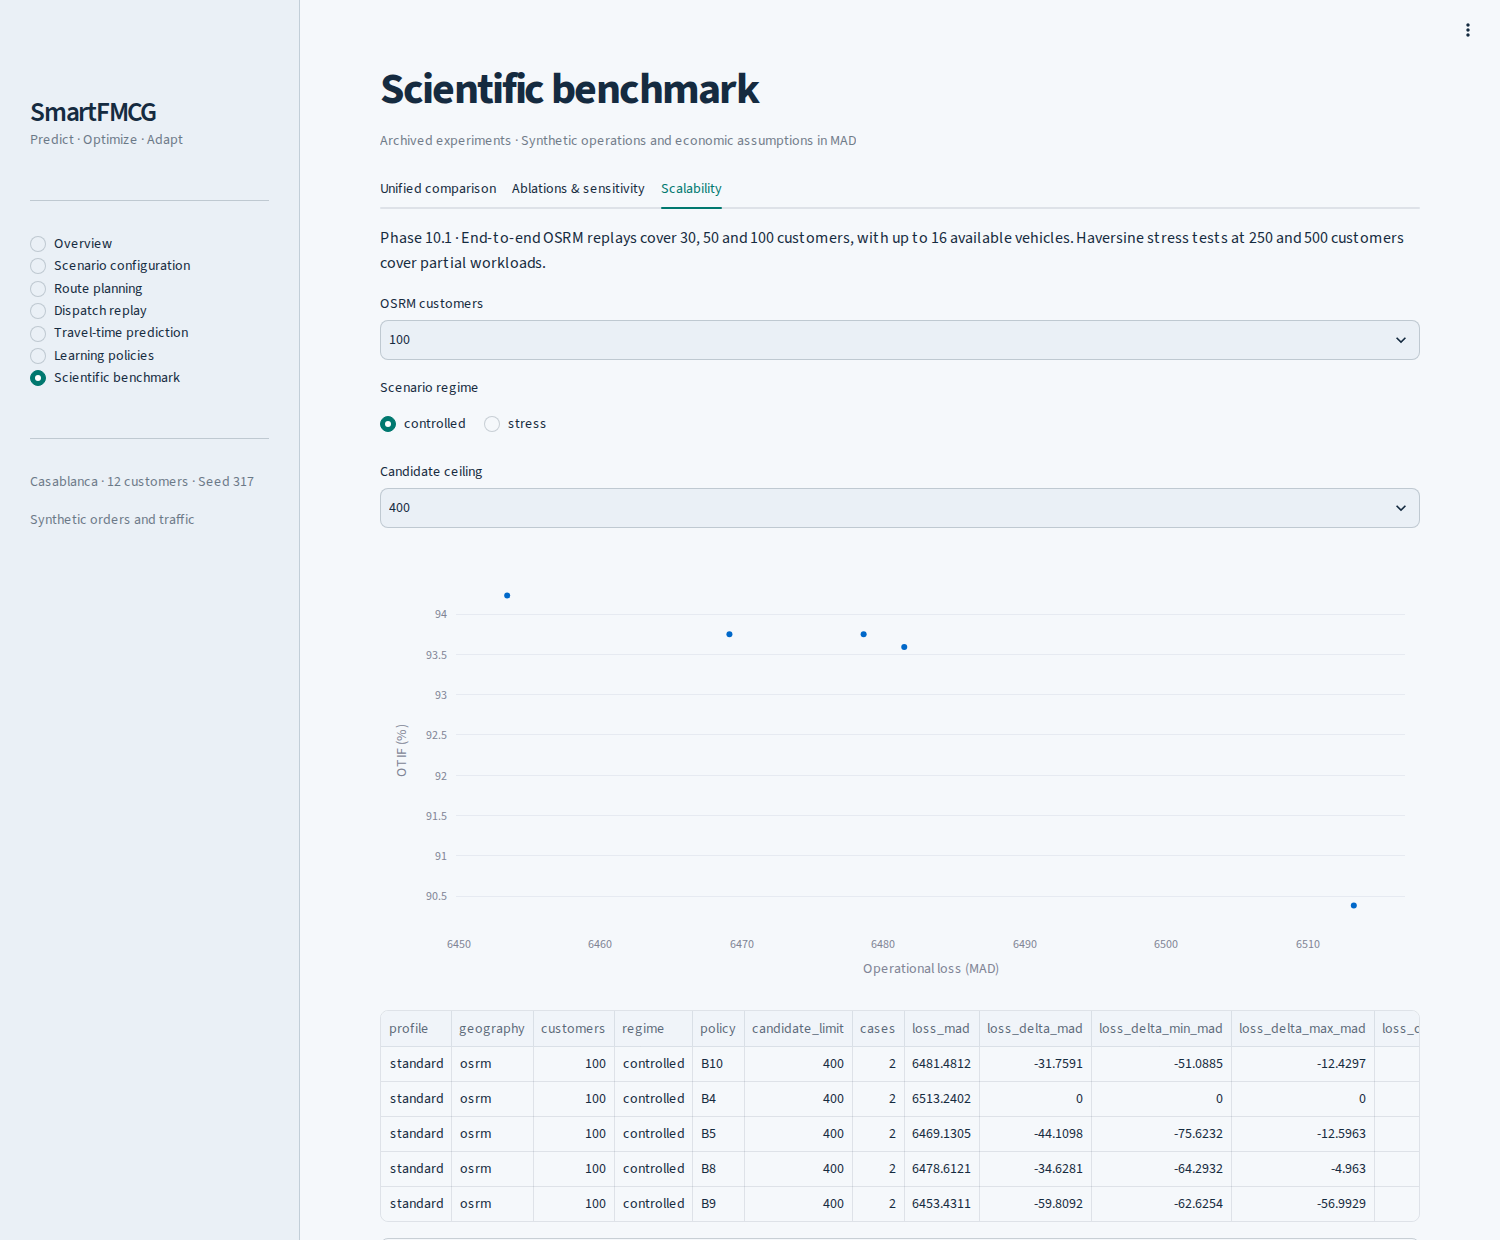 SmartFMCG
Predict · Optimize · Adapt
Overview
Scenario configuration
Route planning
Dispatch replay
Travel-time prediction
Learning policies
Scientific benchmark
Casablanca · 12 customers · Seed 317
Synthetic orders and traffic
Scientific benchmark
Archived experiments · Synthetic operations and economic assumptions in MAD
Unified comparison Ablations & sensitivity Scalability
Phase 10.1 · End-to-end OSRM replays cover 30, 50 and 100 customers, with up to 16 available vehicles. Haversine stress tests at 250 and 500 customers
cover partial workloads.
OSRM customers
100
Scenario regime
controlled stress
Candidate ceiling
400
94
93.5
93
92.5
92
91.5
91
90.5
OTIF (%)
6450 6460 6470 6480 6490 6500 6510
Operational loss (MAD)
profile geography customers regime policy candidate_limit cases loss_mad loss_delta_mad loss_delta_min_mad loss_delta_max_mad loss_c
standard osrm 100 controlled B10 400 2 6481.4812 -31.7591 -51.0885 -12.4297
standard osrm 100 controlled B4 400 2 6513.2402 0 0 0
standard osrm 100 controlled B5 400 2 6469.1305 -44.1098 -75.6232 -12.5963
standard osrm 100 controlled B8 400 2 6478.6121 -34.6281 -64.2932 -4.963
standard osrm 100 controlled B9 400 2 6453.4311 -59.8092 -62.6254 -56.9929